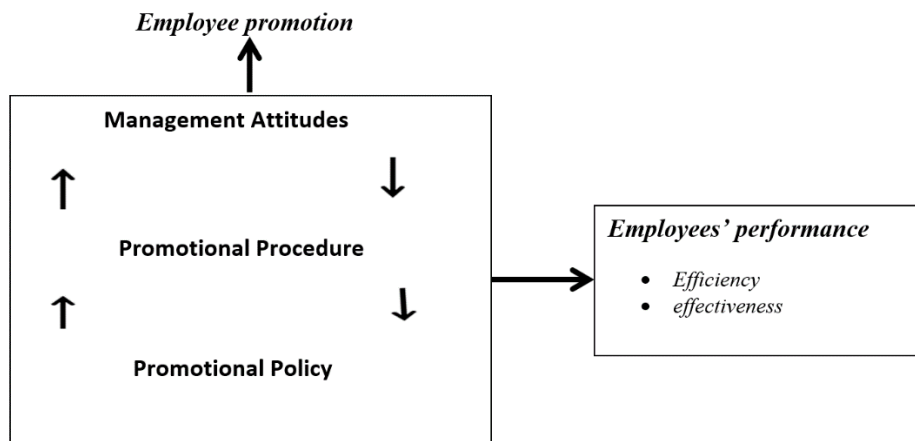 Employee promotion
Management Attitudes
Promotional Procedure
Promotional Policy
Employees’ performance
• Efficiency
• effectiveness